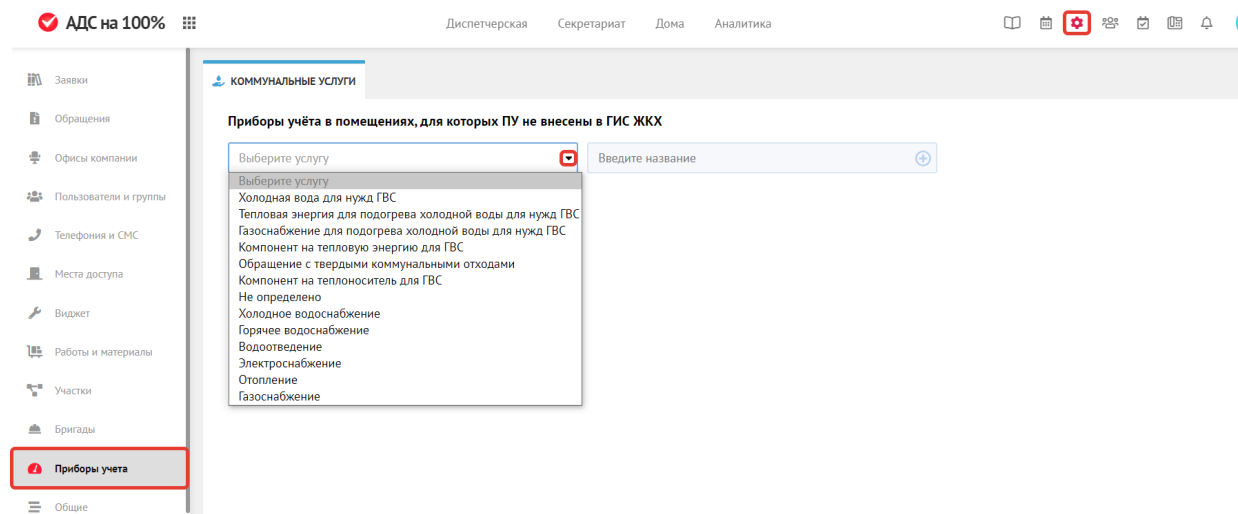 АДС на 100%
Диспетчерская Секретариат Дома Аналитика
Заявки
Обращения
Офисы компании
Пользователи и группы
Телефония и СМС
Места доступа
Виджет
Работы и материалы
Участки
Бригады
Приборы учета
Общие
КОММУНАЛЬНЫЕ УСЛУГИ
Приборы учёта в помещениях, для которых ПУ не внесены в ГИС ЖКХ
Выберите услугу Введите название
Выберите услугу
Холодная вода для нужд ГВС
Тепловая энергия для подогрева холодной воды для нужд ГВС
Газоснабжение для подогрева холодной воды для нужд ГВС
Компонент на тепловую энергию для ГВС
Обращение с твердыми коммунальными отходами
Компонент на теплоноситель для ГВС
Не определено
Холодное водоснабжение
Горячее водоснабжение
Водоотведение
Электроснабжение
Отопление
Газоснабжение